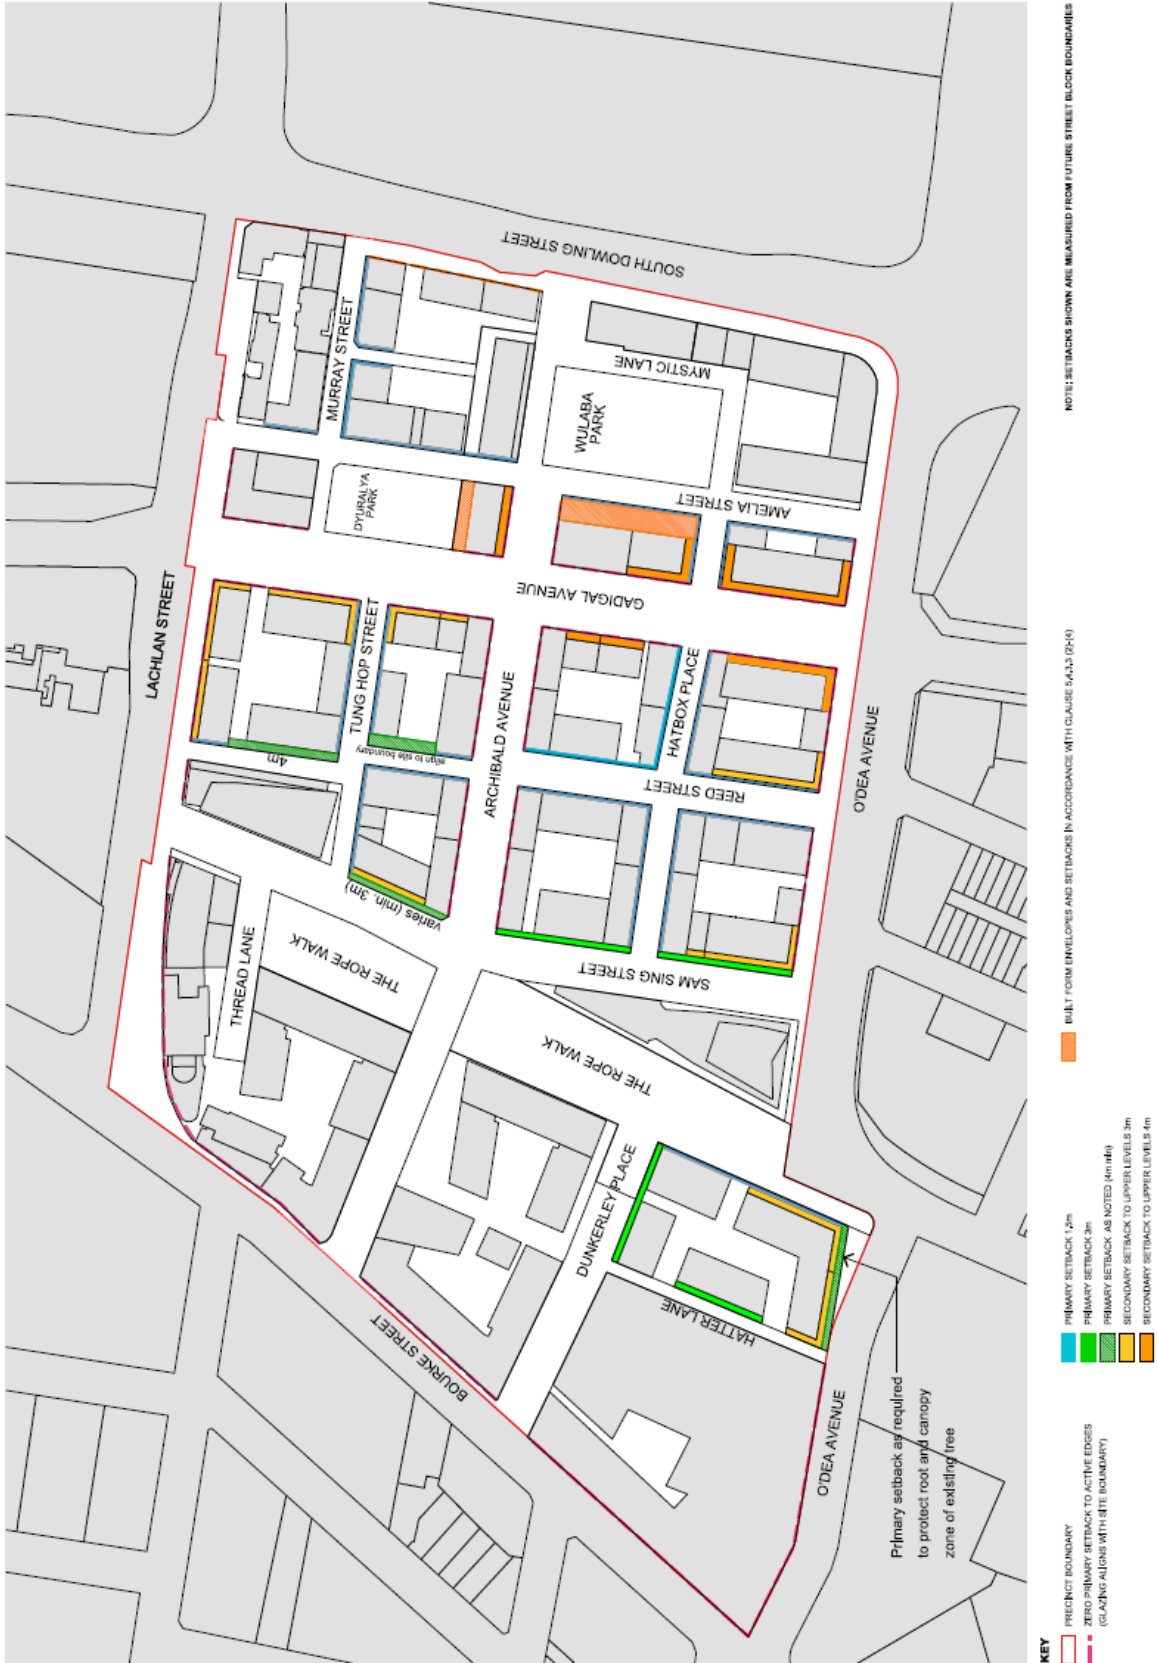 SOUTH DOWLING STREET
MURRAY STREET
MYSTIC LANE
WULABA
PARK
DYURALYA
PARK
AMELIA STREET
LACHLAN STREET
GADIGAL AVENUE
TUNG HOP STREET
HATBOX PLACE
4m
align to site boundary
ARCHIBALD AVENUE
REED STREET
O'DEA AVENUE
varies (min. 3m)
THREAD LANE
THE ROPE WALK
SAM SING STREET
THE ROPE WALK
DUNKERLEY PLACE
HATTER LANE
BOURKE STREET
O'DEA AVENUE
Primary setback as required
to protect root and canopy
zone of existing tree
KEY
PRECINCT BOUNDARY
ZERO PRIMARY SETBACK TO ACTIVE EDGES
(GLAZING ALIGNS WITH SITE BOUNDARY)
PRIMARY SETBACK 1.5m
PRIMARY SETBACK 3m
PRIMARY SETBACK AS NOTED (4m min)
SECONDARY SETBACK TO UPPER LEVELS 3m
SECONDARY SETBACK TO UPPER LEVELS 4m
BUILT FORM ENVELOPES AND SETBACKS IN ACCORDANCE WITH CLAUSE 5.4.3.3 (2)-(4)
NOTE: SETBACKS SHOWN ARE MEASURED FROM FUTURE STREET BLOCK BOUNDARIES